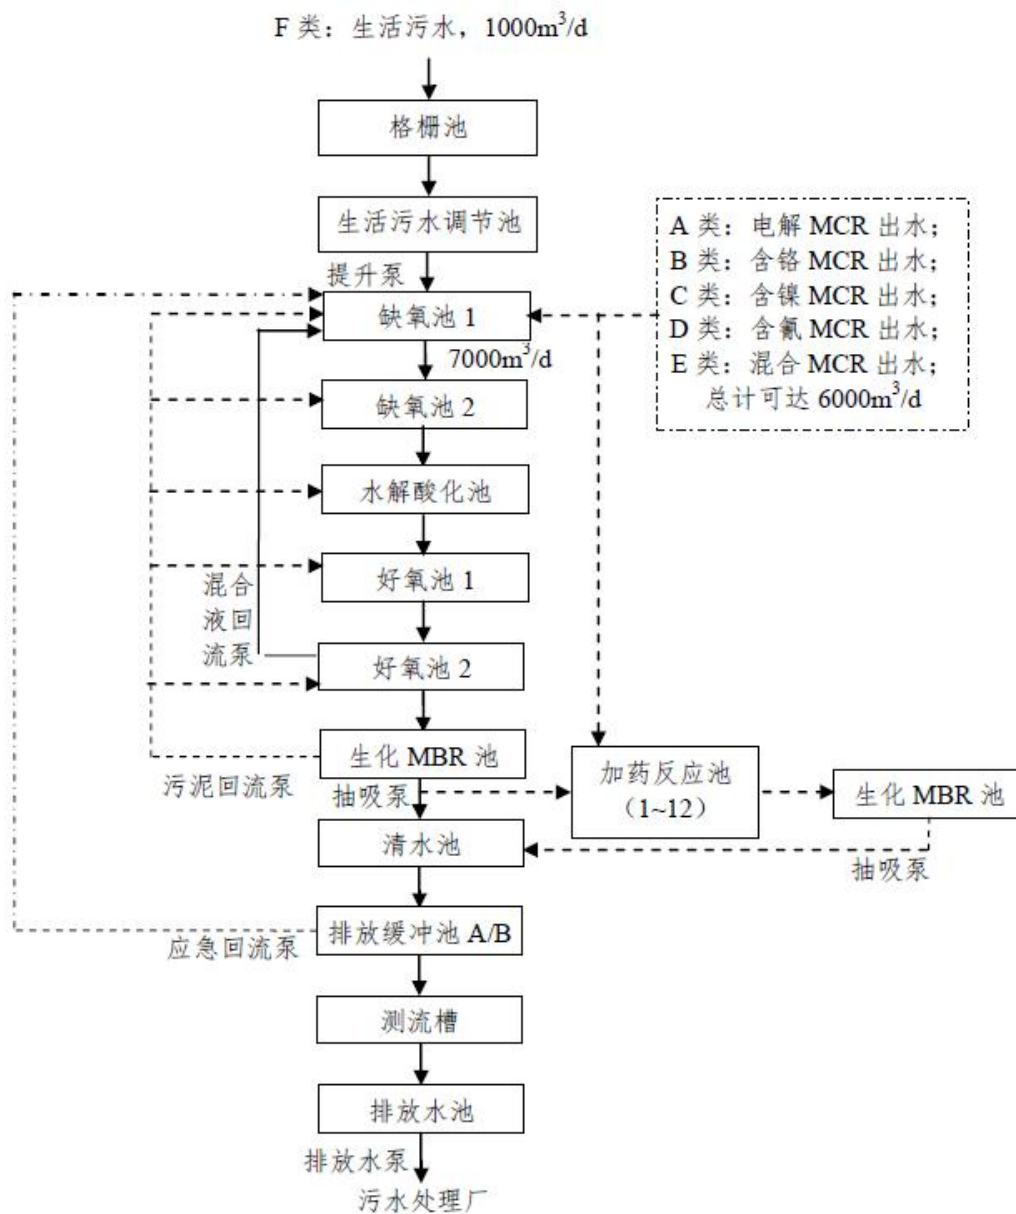 F 类：生活污水，1000m³/d
格栅池
生活污水调节池
提升泵
A 类：电解 MCR 出水；
B 类：含铬 MCR 出水；
C 类：含镍 MCR 出水；
D 类：含氰 MCR 出水；
E 类：混合 MCR 出水；
总计可达 6000m³/d
缺氧池 1
7000m³/d
缺氧池 2
水解酸化池
好氧池 1
混合
液回
流泵
好氧池 2
生化 MBR 池
污泥回流泵
抽吸泵
加药反应池
（1~12）
生化 MBR 池
清水池
抽吸泵
排放缓冲池 A/B
应急回流泵
测流槽
排放水池
排放水泵
污水处理厂